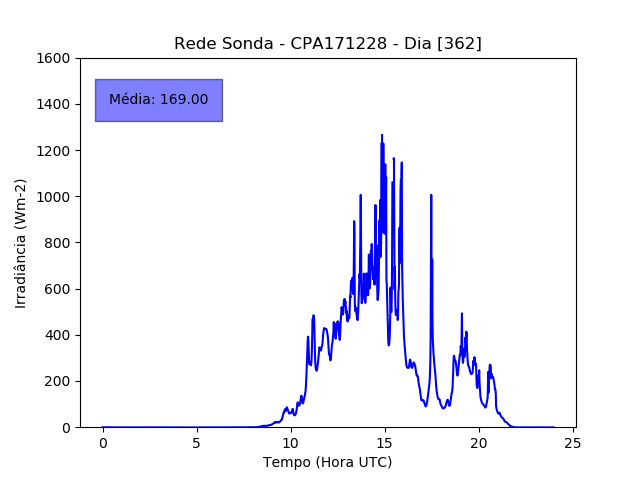 Rede Sonda - CPA171228 - Dia [362]
1600
1400
1200
1000
800
600
400
200
0
Irradiância (Wm-2)
Média: 169.00
0 5 10 15 20 25
Tempo (Hora UTC)